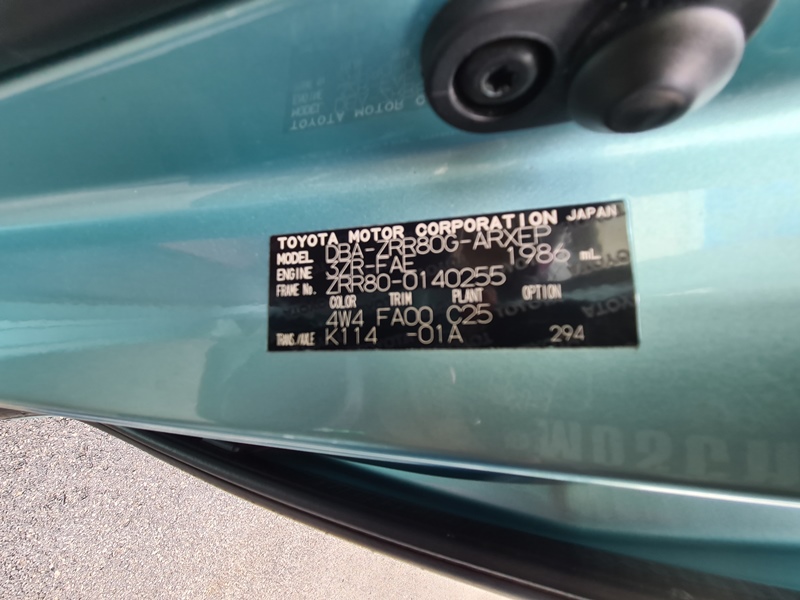 TOYOTA MOTOR CORPORATION JAPAN
MODEL DBA-ZRR80G-ARXEP
ENGINE 3ZR-FAE 1986 mL
FRAME No. ZRR80-0140255
COLOR TRIM PLANT OPTION
4W4 FA00 C25
TRANS./AXLE K114 -01A 294